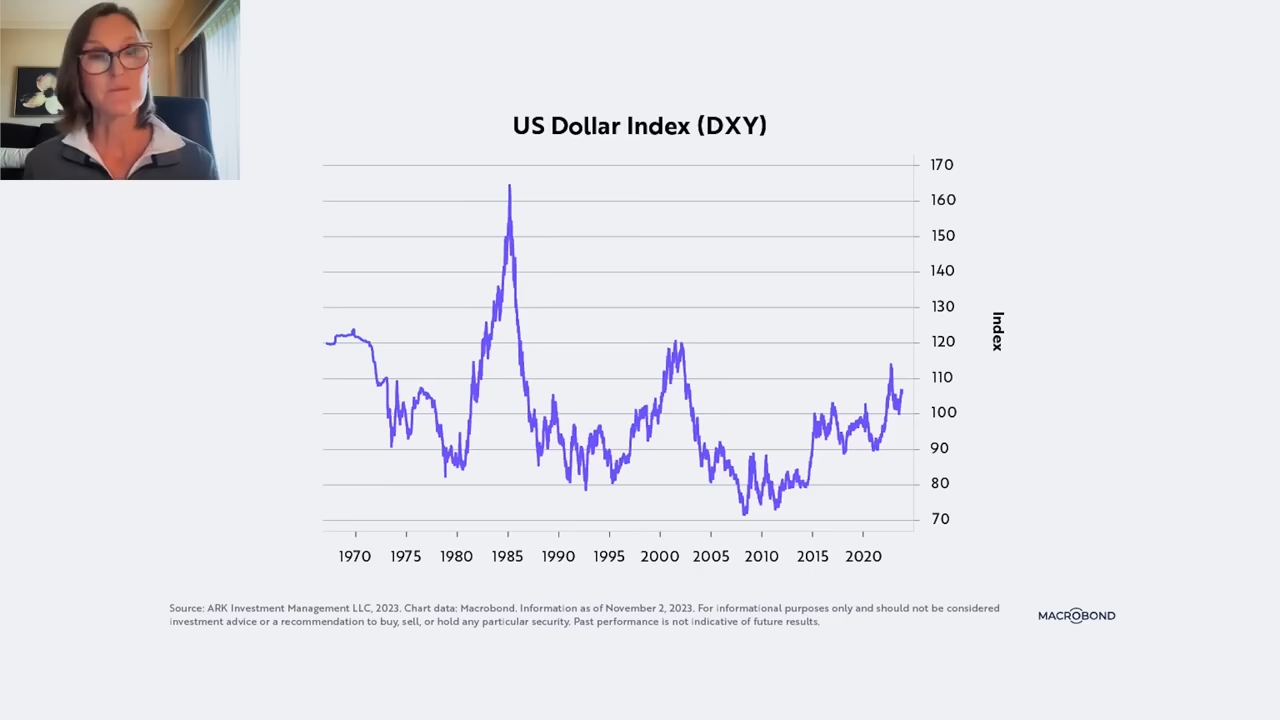 US Dollar Index (DXY)
170
160
150
140
130
120
110
100
90
80
70
Index
1970 1975 1980 1985 1990 1995 2000 2005 2010 2015 2020
Source: ARK Investment Management LLC, 2023. Chart data: Macrobond. Information as of November 2, 2023. For informational purposes only and should not be considered
investment advice or a recommendation to buy, sell, or hold any particular security. Past performance is not indicative of future results.
MACROBOND